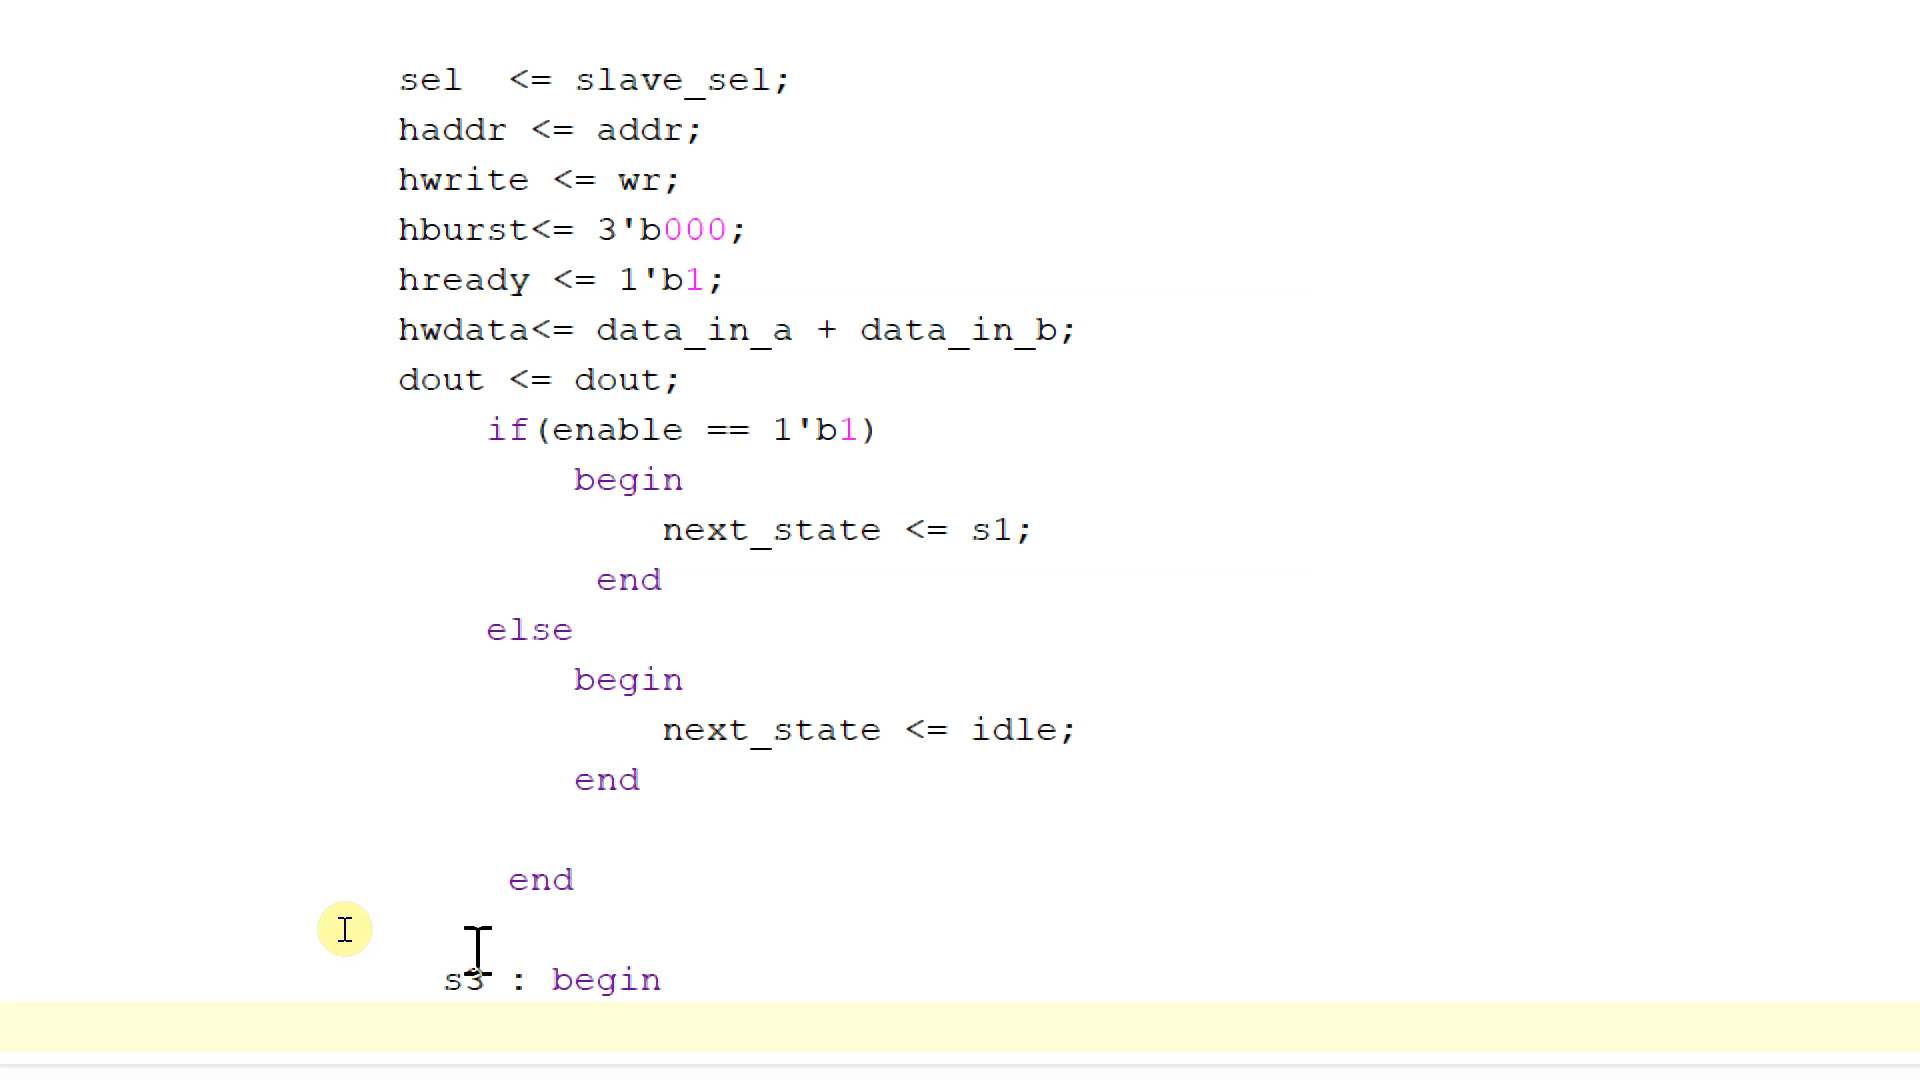 sel  <= slave_sel;
haddr <= addr;
hwrite <= wr;
hburst<= 3'b000;
hready <= 1'b1;
hwdata<= data_in_a + data_in_b;
dout <= dout;
if(enable == 1'b1)
begin
next_state <= s1;
end
else
begin
next_state <= idle;
end
end
s3 : begin